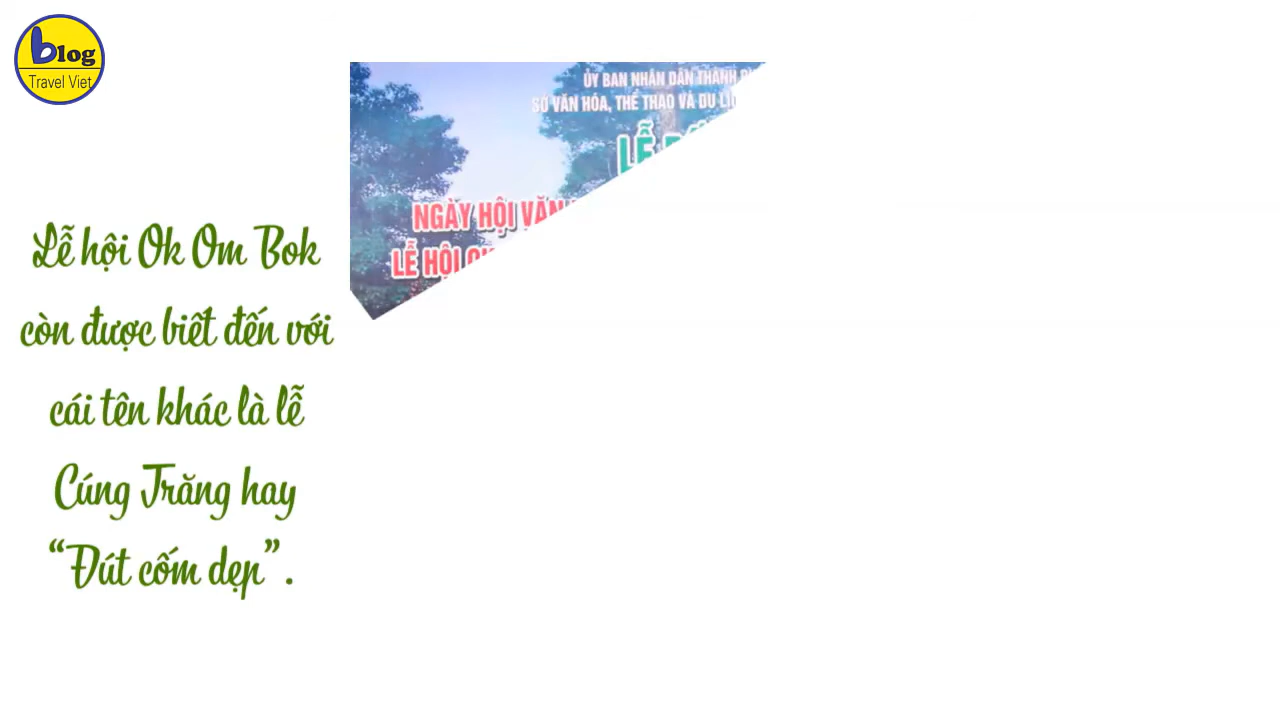 blog
Travel Viet
Lễ hội Ok Om Bok
còn được biết đến với
cái tên khác là lễ
Cúng Trăng hay
“Đút cốm dẹp”.
ỦY BAN NHÂN DÂN THÀNH
SỞ VĂN HÓA, THỂ THAO VÀ DU
LỄ
NGÀY HỘI VĂN
LỄ HỘI